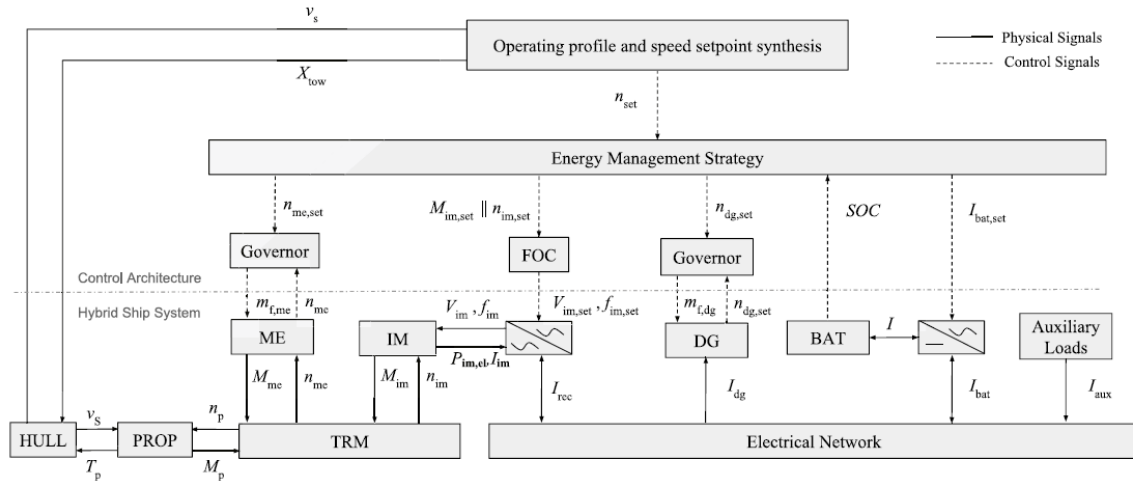 v_s
Operating profile and speed setpoint synthesis
Physical Signals
X_tow
Control Signals
n_set
Energy Management Strategy
n_me,set
M_im,set || n_im,set
n_dg,set
SOC
I_bat,set
Governor
FOC
Governor
Control Architecture
Hybrid Ship System
m_f,me
n_me
V_im , f_im
V_im,set , f_im,set
m_f,dg
n_dg,set
ME
IM
DG
BAT
I
Auxiliary
Loads
P_im,el, I_im
M_me
n_me
M_im
n_im
I_rec
I_dg
I_bat
I_aux
v_S
n_p
HULL
PROP
TRM
Electrical Network
T_p
M_p